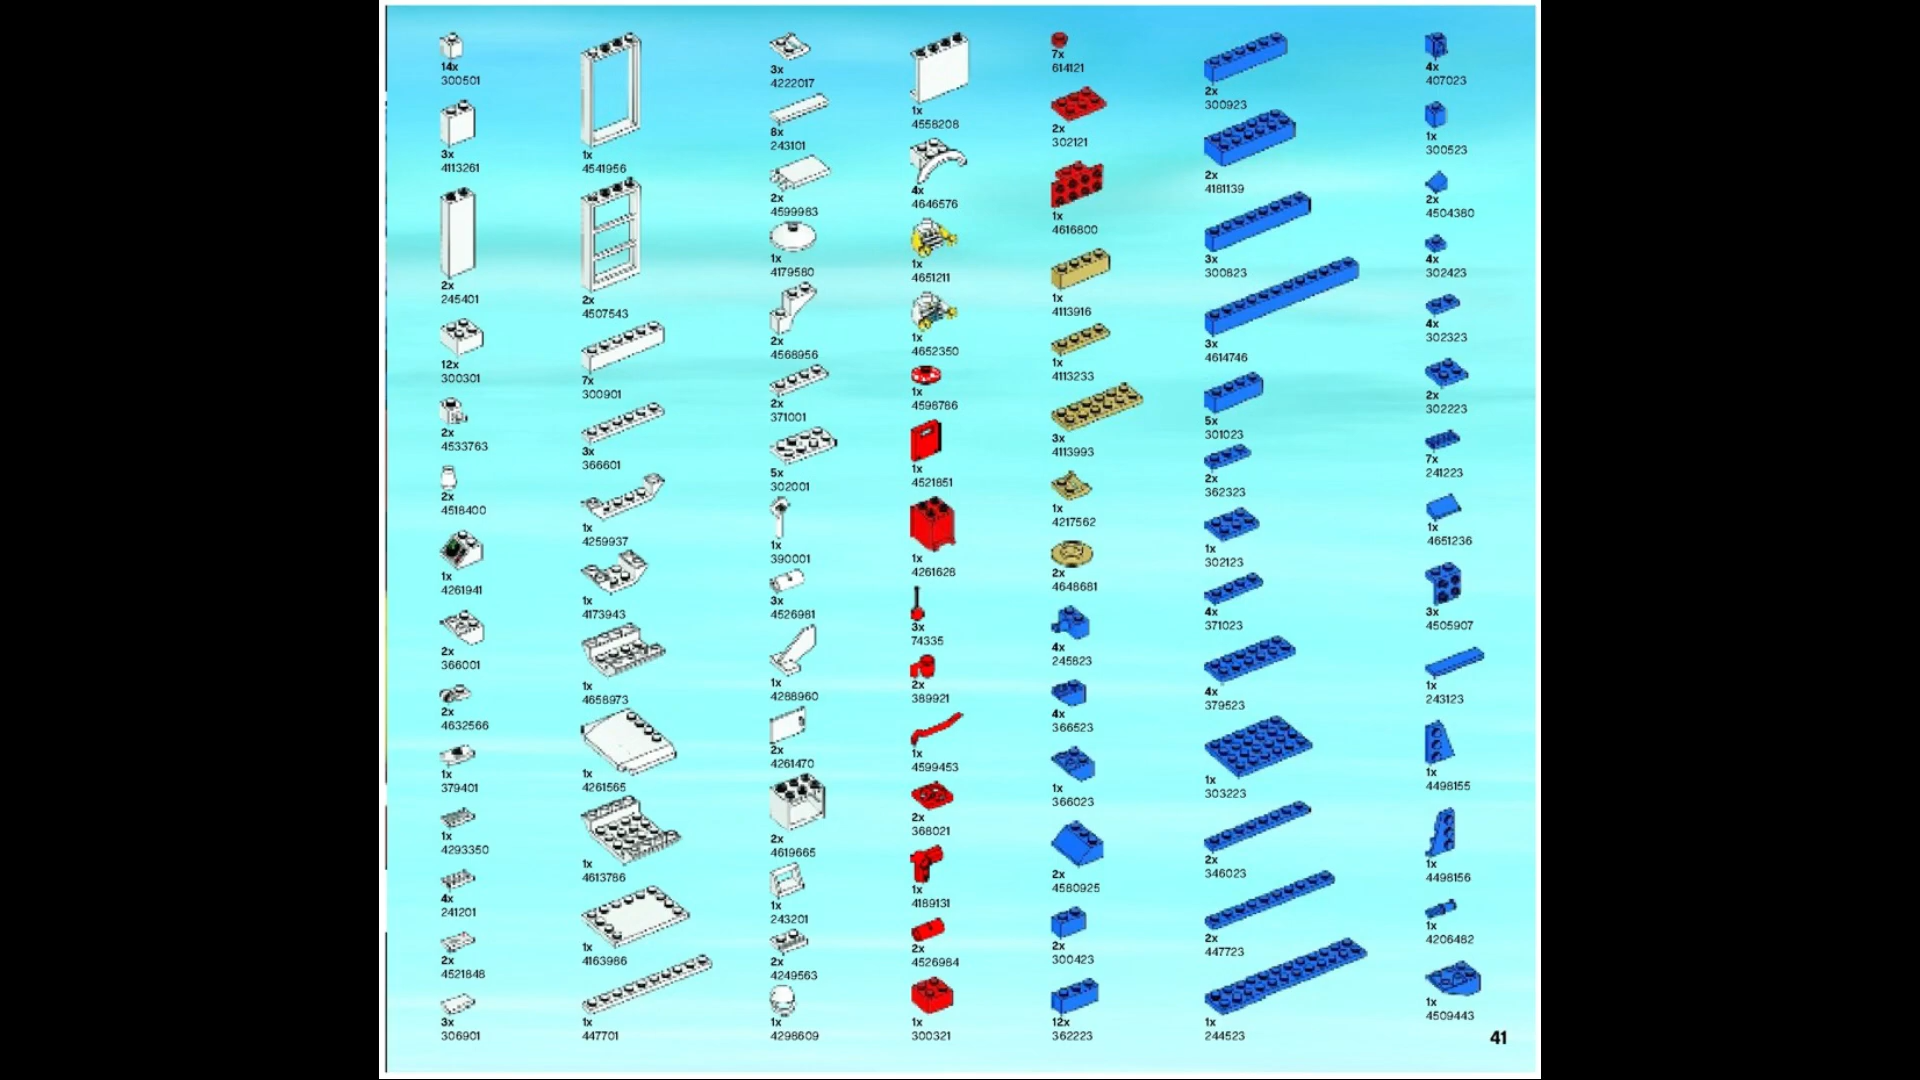 14x
300501
3x
4113261
2x
245401
12x
300301
2x
4533763
2x
4518400
1x
4261941
2x
366001
2x
4632566
1x
379401
1x
4293350
4x
241201
2x
4521848
3x
306901
1x
4541956
2x
4507543
7x
300901
3x
366601
1x
4259937
1x
4173943
1x
4658973
1x
4261565
1x
4613786
1x
4163986
1x
447701
3x
4222017
8x
243101
2x
4599983
1x
4179580
2x
4568956
2x
371001
5x
302001
1x
390001
3x
4526981
1x
4288960
2x
4261470
2x
4619665
1x
243201
2x
4249563
1x
4298609
1x
4558208
4x
4646576
1x
4651211
1x
4652350
1x
4598786
1x
4521851
1x
4261628
3x
74335
2x
389921
1x
4599453
2x
368021
1x
4189131
2x
4526984
1x
300321
7x
614121
2x
302121
1x
4616800
1x
4113916
1x
4113233
3x
4113993
1x
4217562
2x
4648681
4x
245823
4x
366523
1x
366023
2x
4580925
2x
300423
12x
362223
2x
300923
2x
4181139
3x
300823
3x
4614746
5x
301023
2x
362323
1x
302123
4x
371023
4x
379523
1x
303223
2x
346023
2x
447723
1x
244523
4x
407023
1x
300523
2x
4504380
4x
302423
4x
302323
2x
302223
7x
241223
1x
4651236
3x
4505907
1x
243123
1x
4498155
1x
4498156
1x
4206482
1x
4509443
41